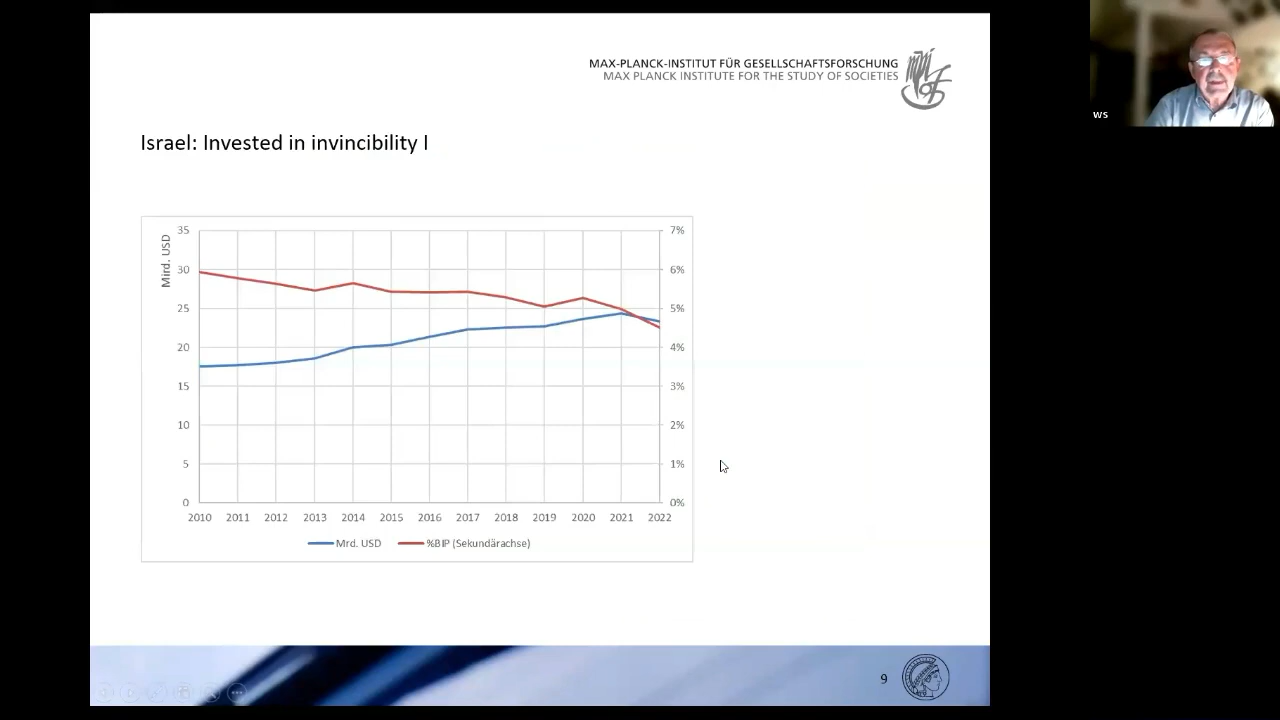 MAX-PLANCK-INSTITUT FÜR GESELLSCHAFTSFORSCHUNG
MAX PLANCK INSTITUTE FOR THE STUDY OF SOCIETIES
ws
Israel: Invested in invincibility I
Mird. USD
35
30
25
20
15
10
5
0
7%
6%
5%
4%
3%
2%
1%
0%
2010 2011 2012 2013 2014 2015 2016 2017 2018 2019 2020 2021 2022
Mrd. USD %BIP (Sekundärachse)
9